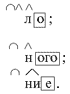 ло;
ного;
ние.